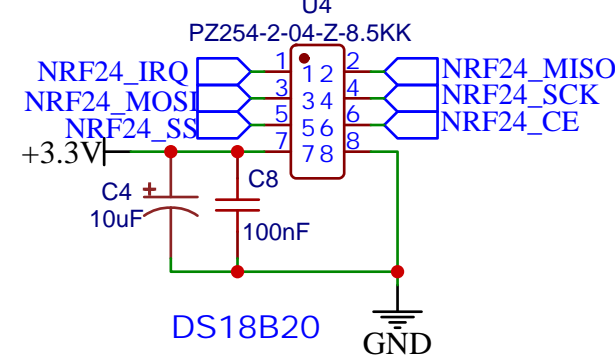 U4
PZ254-2-04-Z-8.5KK
NRF24_IRQ 1 1 2 2 NRF24_MISO
NRF24_MOSI 3 3 4 4 NRF24_SCK
NRF24_SS 5 5 6 6 NRF24_CE
+3.3V 7 7 8 8
C4 + C8
10uF 100nF
DS18B20
GND